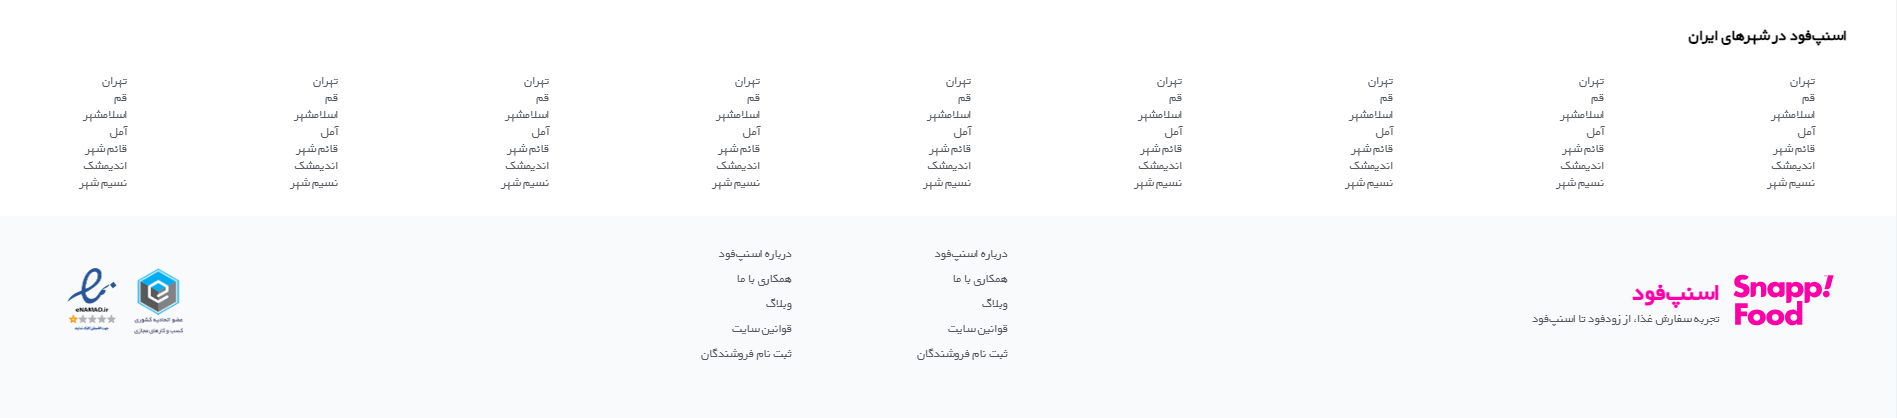 اسنپ‌فود در شهرهای ایران
تهران
قم
اسلامشهر
آمل
قائم شهر
اندیمشک
نسیم شهر
تهران
قم
اسلامشهر
آمل
قائم شهر
اندیمشک
نسیم شهر
تهران
قم
اسلامشهر
آمل
قائم شهر
اندیمشک
نسیم شهر
تهران
قم
اسلامشهر
آمل
قائم شهر
اندیمشک
نسیم شهر
تهران
قم
اسلامشهر
آمل
قائم شهر
اندیمشک
نسیم شهر
تهران
قم
اسلامشهر
آمل
قائم شهر
اندیمشک
نسیم شهر
تهران
قم
اسلامشهر
آمل
قائم شهر
اندیمشک
نسیم شهر
تهران
قم
اسلامشهر
آمل
قائم شهر
اندیمشک
نسیم شهر
تهران
قم
اسلامشهر
آمل
قائم شهر
اندیمشک
نسیم شهر
Snapp!
Food
اسنپ‌فود
تجربه سفارش غذا، از زودفود تا اسنپ‌فود
درباره اسنپ‌فود
همکاری با ما
وبلاگ
قوانین سایت
ثبت نام فروشندگان
درباره اسنپ‌فود
همکاری با ما
وبلاگ
قوانین سایت
ثبت نام فروشندگان
عضو اتحادیه کشوری
کسب و کارهای مجازی
eNAMAD.ir